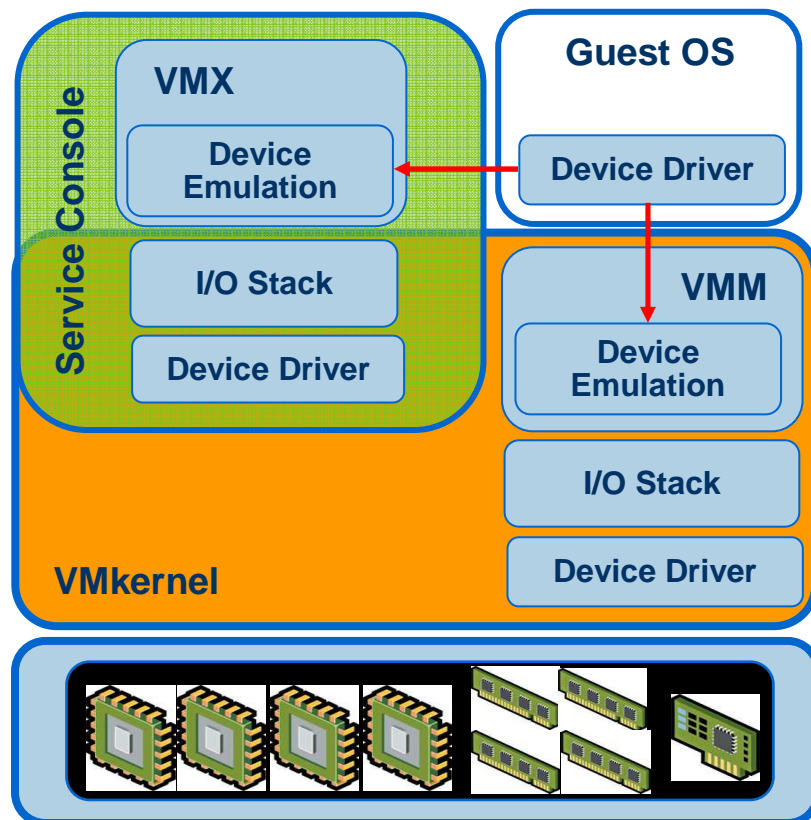 VMX
Device
Emulation
Service Console
I/O Stack
Device Driver
Guest OS
Device Driver
VMM
Device
Emulation
I/O Stack
Device Driver
VMkernel